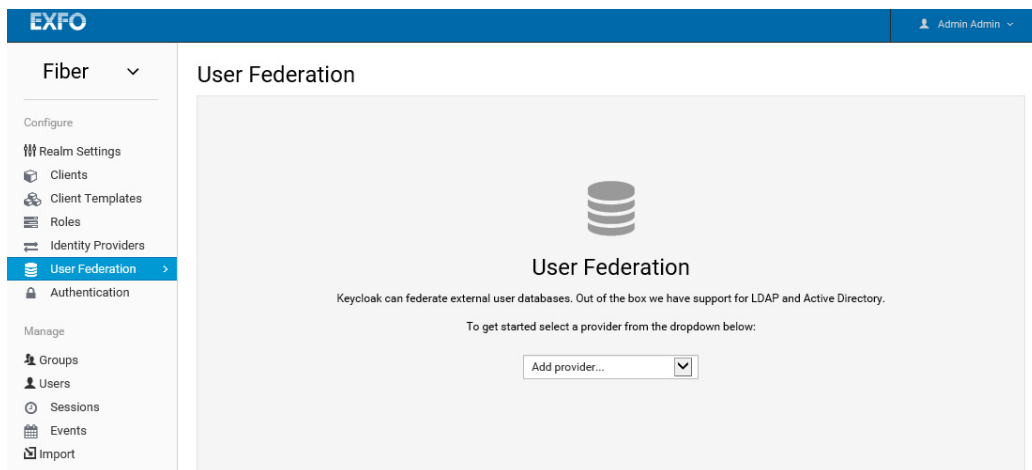 EXFO
Admin Admin
Fiber
User Federation
Configure
Realm Settings
Clients
Client Templates
Roles
Identity Providers
User Federation
Authentication
Manage
Groups
Users
Sessions
Events
Import
User Federation
Keycloak can federate external user databases. Out of the box we have support for LDAP and Active Directory.
To get started select a provider from the dropdown below:
Add provider...